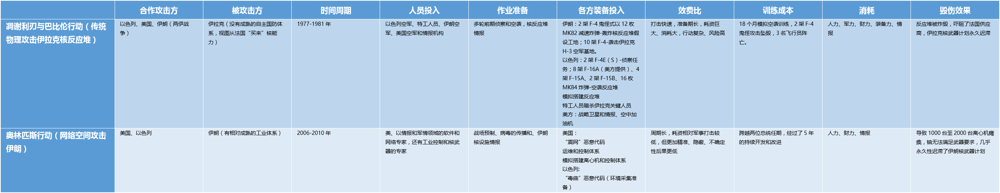 合作攻击方
被攻击方
时间周期
人员投入
作业准备
各方装备投入
效费比
训练成本
消耗
毁伤效果
凋谢利刃与巴比伦行动（传统
物理攻击伊拉克核反应堆）
以色列、美国、伊朗（两伊战
争）
伊拉克（没有成熟的自主国防体
系，视图从法国“买来”核能
力）
1977-1981 年
以色列空军、特工人员、伊朗空
军、美国空军和情报机构
多轮前期侦察和空袭，核反应堆
情报
伊朗：2 架 F-4 鬼怪式以 12 枚
MK82 减速炸弹-轰炸核反应堆假
设工地；10 架 F-4-袭击伊拉克
H-3 空军基地。
以色列：2 架 F-4E（S）-侦察任
务；8 架 F-16A（美方提供）、4
架 F-15A、2 架 F-15B、16 枚
MK84 炸弹-空袭反应堆
模拟搭建反应堆
特工人员暗杀伊拉克关键人员
美方：战略卫星和情报、空中加
油机
打击快速，准备期长，耗资巨
大、消耗大，行动复杂、风险高
18 个月模拟空袭训练，2 架 F-4
鬼怪攻击坠毁，3 名飞行员阵
亡。
人力、军力、财力、装备力、情
报
反应堆被炸毁，吓阻了法国供应
商，伊拉克核武器计划永久迟滞
奥林匹斯行动（网络空间攻击
伊朗）
美国、以色列
伊朗（有相对成熟的工业体系）
2006-2010 年
美、以情报和军情领域的软件和
网络专家，还有工业控制和核武
器的专家
战场预制、病毒的传播和、伊朗
核设施情报
美国：
“震网”恶意代码
运维和控制体系
模拟搭建离心机和控制体系
以色列:
“毒曲”恶意代码（环境采集准
备）
周期长，耗资相对军事打击较
低，但更加精准、隐蔽、不确定
性后果更低
跨越两位总统任期，经过了 5 年
的持续开发和改进
人力、财力、情报
导致 1000 台至 2000 台离心机瘫
痪，铀无法满足武器要求，几乎
永久性迟滞了伊朗核武器计划